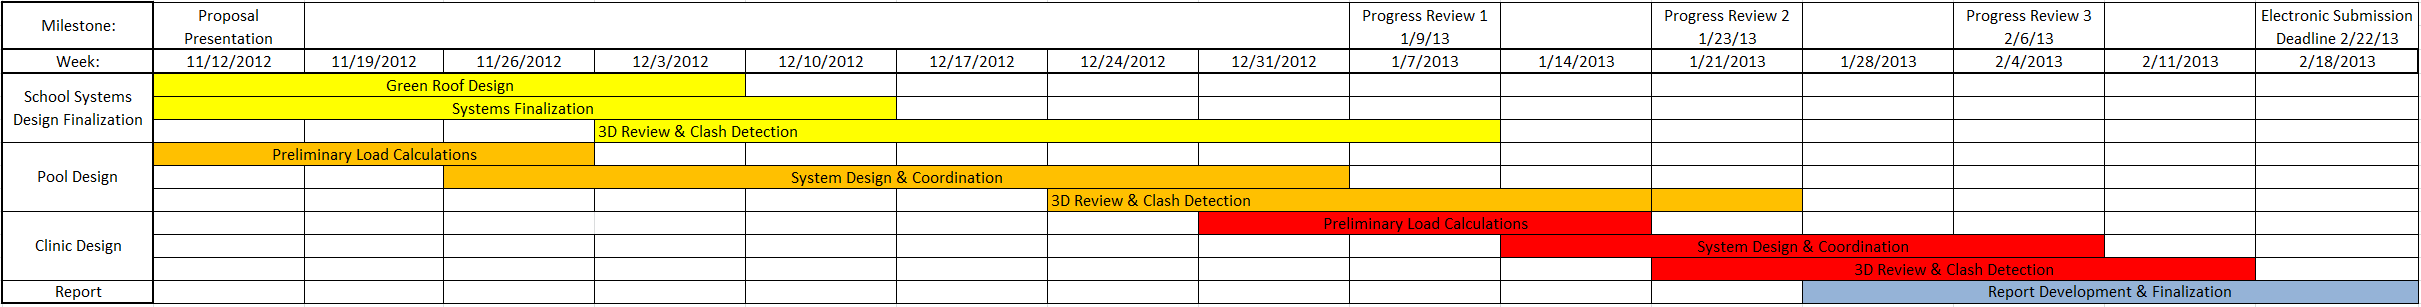 Milestone:
Proposal
Presentation
Progress Review 1
1/9/13
Progress Review 2
1/23/13
Progress Review 3
2/6/13
Electronic Submission
Deadline 2/22/13
Week: 11/12/2012 11/19/2012 11/26/2012 12/3/2012 12/10/2012 12/17/2012 12/24/2012 12/31/2012 1/7/2013 1/14/2013 1/21/2013 1/28/2013 2/4/2013 2/11/2013 2/18/2013
School Systems
Design Finalization
Green Roof Design
Systems Finalization
3D Review & Clash Detection
Pool Design
Preliminary Load Calculations
System Design & Coordination
3D Review & Clash Detection
Clinic Design
Preliminary Load Calculations
System Design & Coordination
3D Review & Clash Detection
Report
Report Development & Finalization